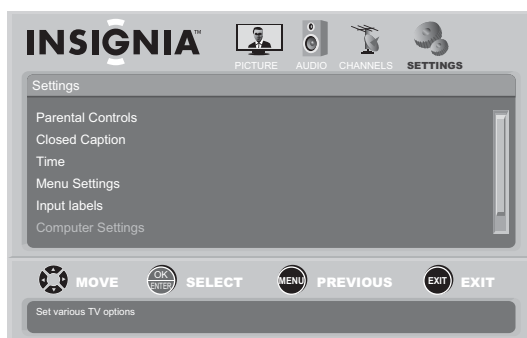 INSIGNIA™
PICTURE AUDIO CHANNELS SETTINGS
Settings
Parental Controls
Closed Caption
Time
Menu Settings
Input labels
Computer Settings
MOVE OK ENTER SELECT MENU PREVIOUS EXIT EXIT
Set various TV options